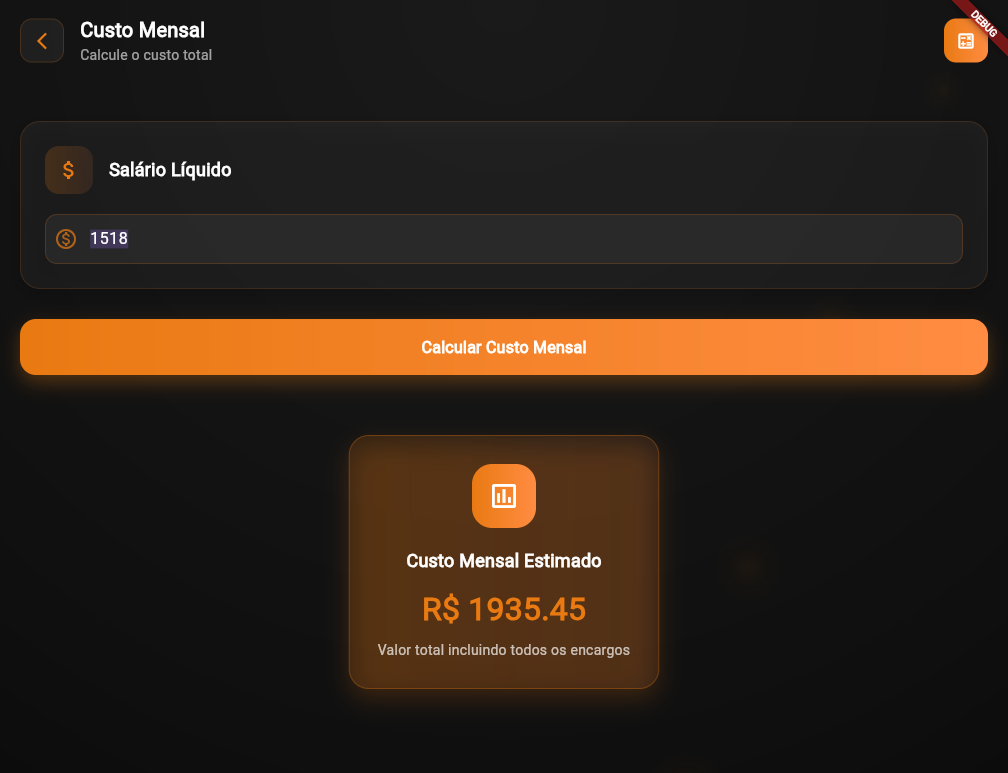 Custo Mensal
Calcule o custo total
DEBUG
Salário Líquido
1518
Calcular Custo Mensal
Custo Mensal Estimado
R$ 1935.45
Valor total incluindo todos os encargos